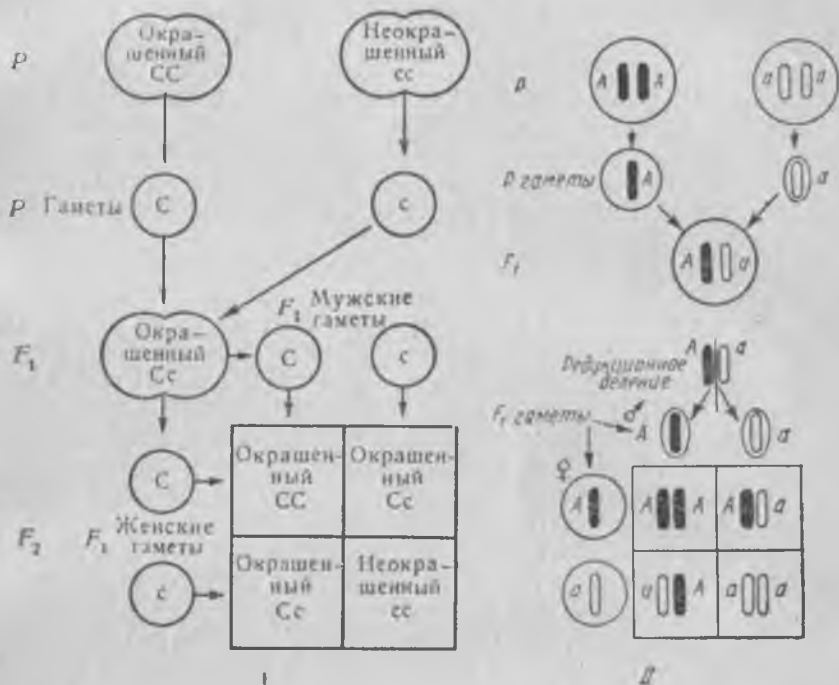 P
Окра-
шенный
CC
Неокра-
шенный
cc
P Гаметы
C
c
F₁
Окра-
шенный
Cc
F₁ Мужские
гаметы
C
c
F₂
F₁ Женские
гаметы
C
c
Окрашен-
ный
CC
Окрашен-
ный
Cc
Окрашен-
ный
Cc
Неокра-
шенный
cc
I
P
A A
a a
P гаметы
A
a
F₁
A a
A a
Редукционное
деление
F₁ гаметы
♂
A
a
♀
A
A A
A a
a
a A
a a
II